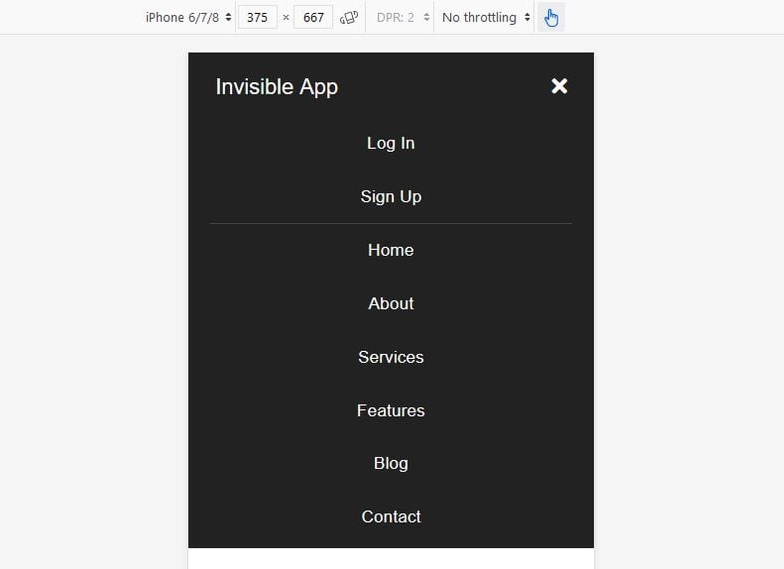 iPhone 6/7/8 375 × 667 DPR: 2 No throttling
Invisible App
Log In
Sign Up
Home
About
Services
Features
Blog
Contact